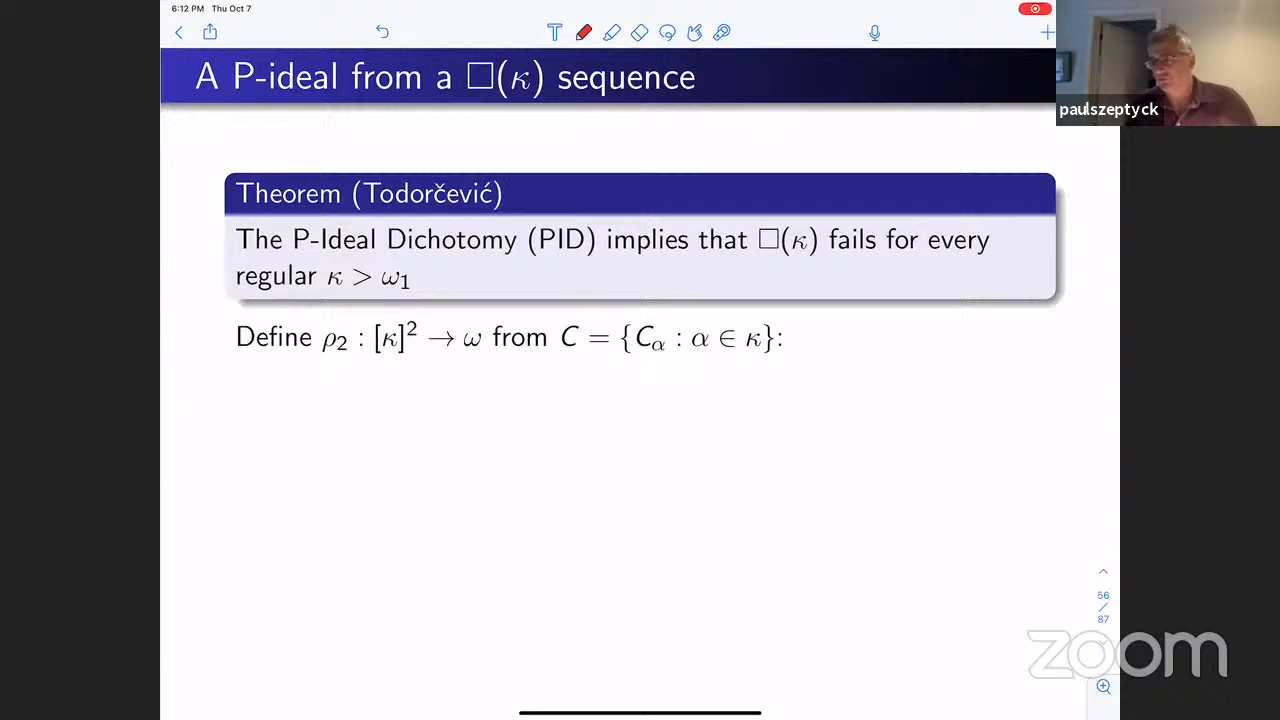 6:12 PM Thu Oct 7
A P-ideal from a □(κ) sequence
paulszeptyck
Theorem (Todorčević)
The P-Ideal Dichotomy (PID) implies that □(κ) fails for every
regular κ > ω₁
Define ρ₂ : [κ]² → ω from C = {Cα : α ∈ κ}:
56
/
87
zoom